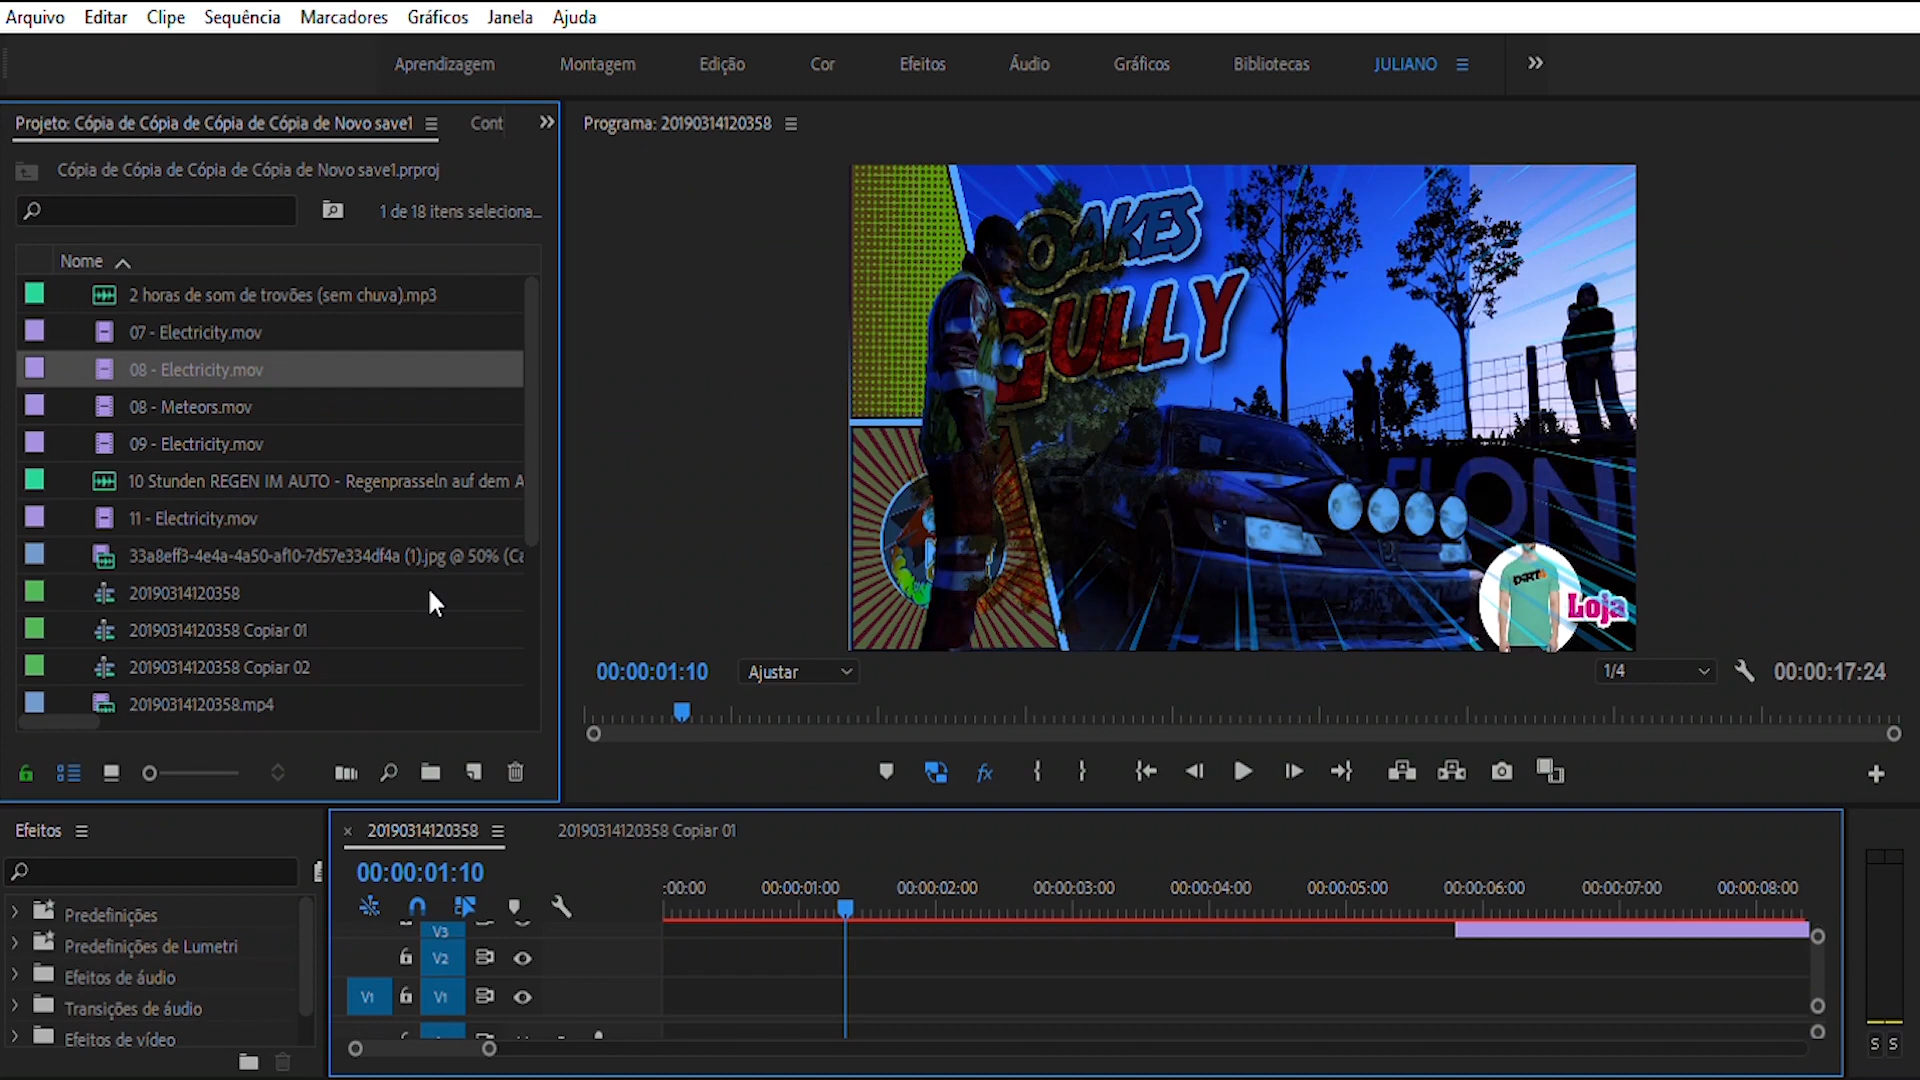 Arquivo Editar Clipe Sequência Marcadores Gráficos Janela Ajuda
Aprendizagem Montagem Edição Cor Efeitos Áudio Gráficos Bibliotecas JULIANO
Projeto: Cópia de Cópia de Cópia de Cópia de Novo save1 Cont
Programa: 20190314120358
Cópia de Cópia de Cópia de Cópia de Novo save1.prproj
1 de 18 itens seleciona...
Nome
2 horas de som de trovões (sem chuva).mp3
07 - Electricity.mov
08 - Electricity.mov
08 - Meteors.mov
09 - Electricity.mov
10 Stunden REGEN IM AUTO - Regenprasseln auf dem A
11 - Electricity.mov
33a8eff3-4e4a-4a50-af10-7d57e334df4a (1).jpg @ 50% (Ca
20190314120358
20190314120358 Copiar 01
20190314120358 Copiar 02
20190314120358.mp4
OAKES
GULLY
DiRT4
Loja
00:00:01:10 Ajustar 1/4 00:00:17:24
Efeitos
Predefinições
Predefinições de Lumetri
Efeitos de áudio
Transições de áudio
Efeitos de vídeo
20190314120358 20190314120358 Copiar 01
00:00:01:10
:00:00 00:00:01:00 00:00:02:00 00:00:03:00 00:00:04:00 00:00:05:00 00:00:06:00 00:00:07:00 00:00:08:00
V3
V2
V1 V1
S S